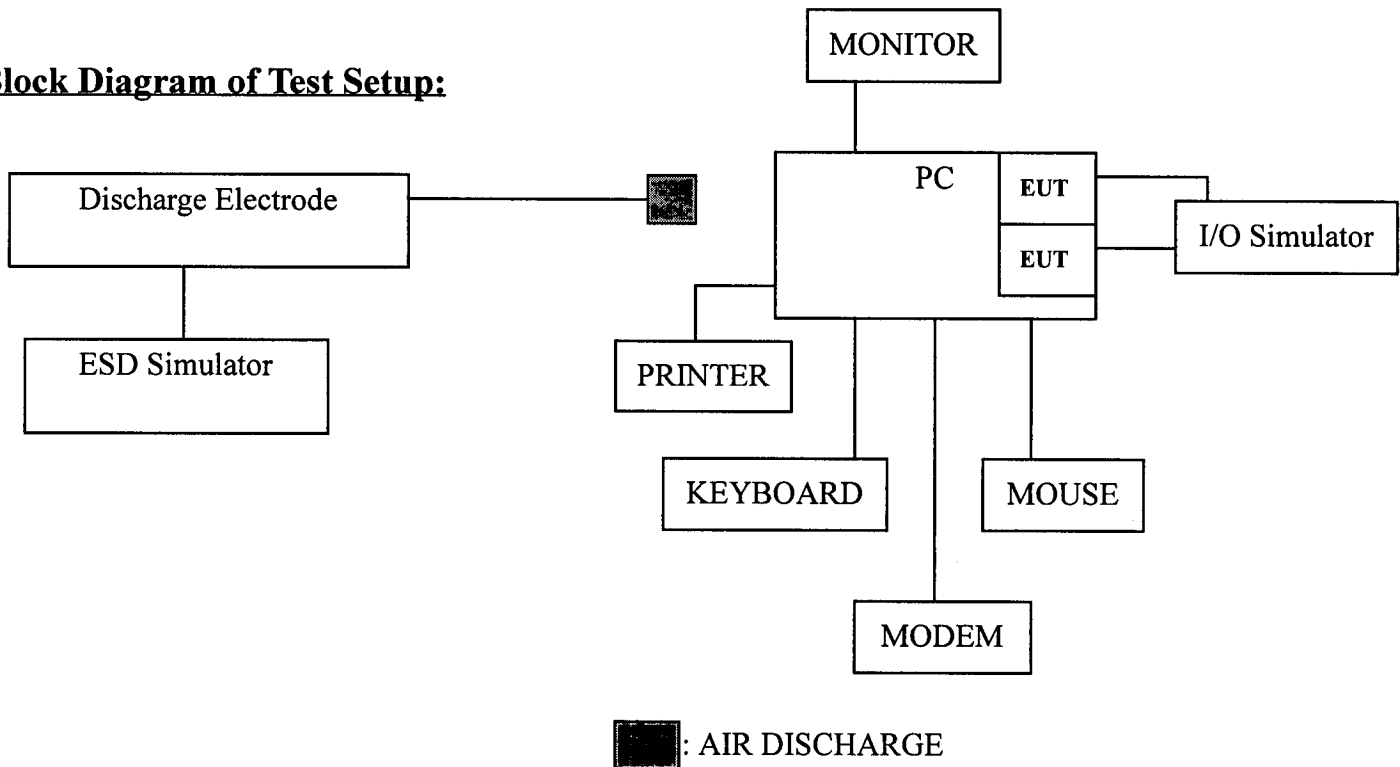 lock Diagram of Test Setup:
MONITOR
PC
EUT
EUT
I/O Simulator
Discharge Electrode
ESD Simulator
PRINTER
KEYBOARD
MOUSE
MODEM
: AIR DISCHARGE